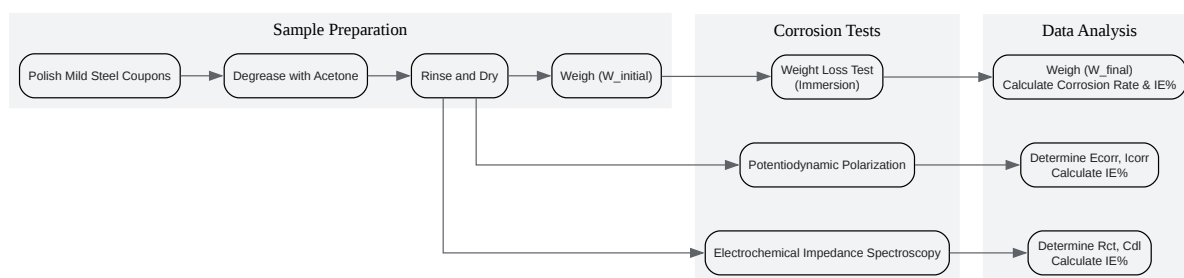 Sample Preparation
Corrosion Tests
Data Analysis
Polish Mild Steel Coupons
Degrease with Acetone
Rinse and Dry
Weigh (W_initial)
Weight Loss Test
(Immersion)
Weigh (W_final)
Calculate Corrosion Rate & IE%
Potentiodynamic Polarization
Determine Ecorr, Icorr
Calculate IE%
Electrochemical Impedance Spectroscopy
Determine Rct, Cdl
Calculate IE%